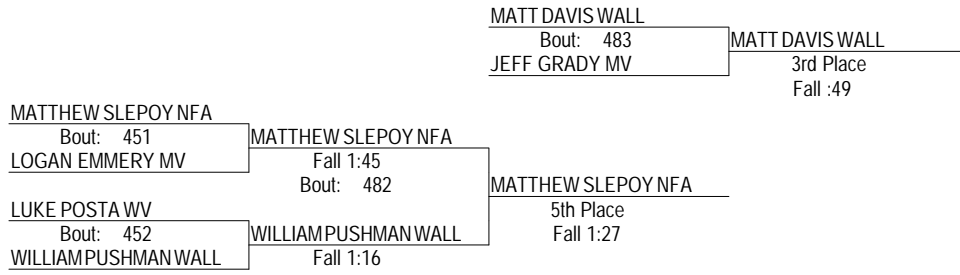 MATT DAVIS WALL
Bout: 483
MATT DAVIS WALL
JEFF GRADY MV
3rd Place
Fall :49
MATTHEW SLEPOY NFA
Bout: 451
MATTHEW SLEPOY NFA
LOGAN EMMERY MV
Fall 1:45
Bout: 482
MATTHEW SLEPOY NFA
LUKE POSTA WV
5th Place
Bout: 452
WILLIAM PUSHMAN WALL
Fall 1:27
WILLIAM PUSHMAN WALL
Fall 1:16